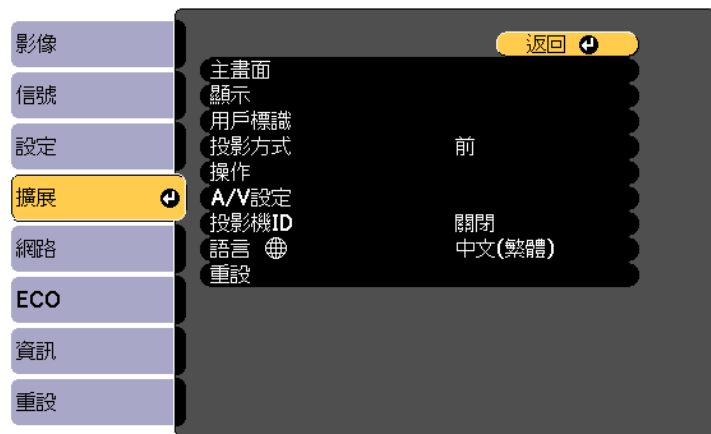 影像
信號
設定
擴展
網路
ECO
資訊
重設
返回
主畫面
顯示
用戶標識
投影方式 前
操作
A/V設定
投影機ID 關閉
語言 中文(繁體)
重設